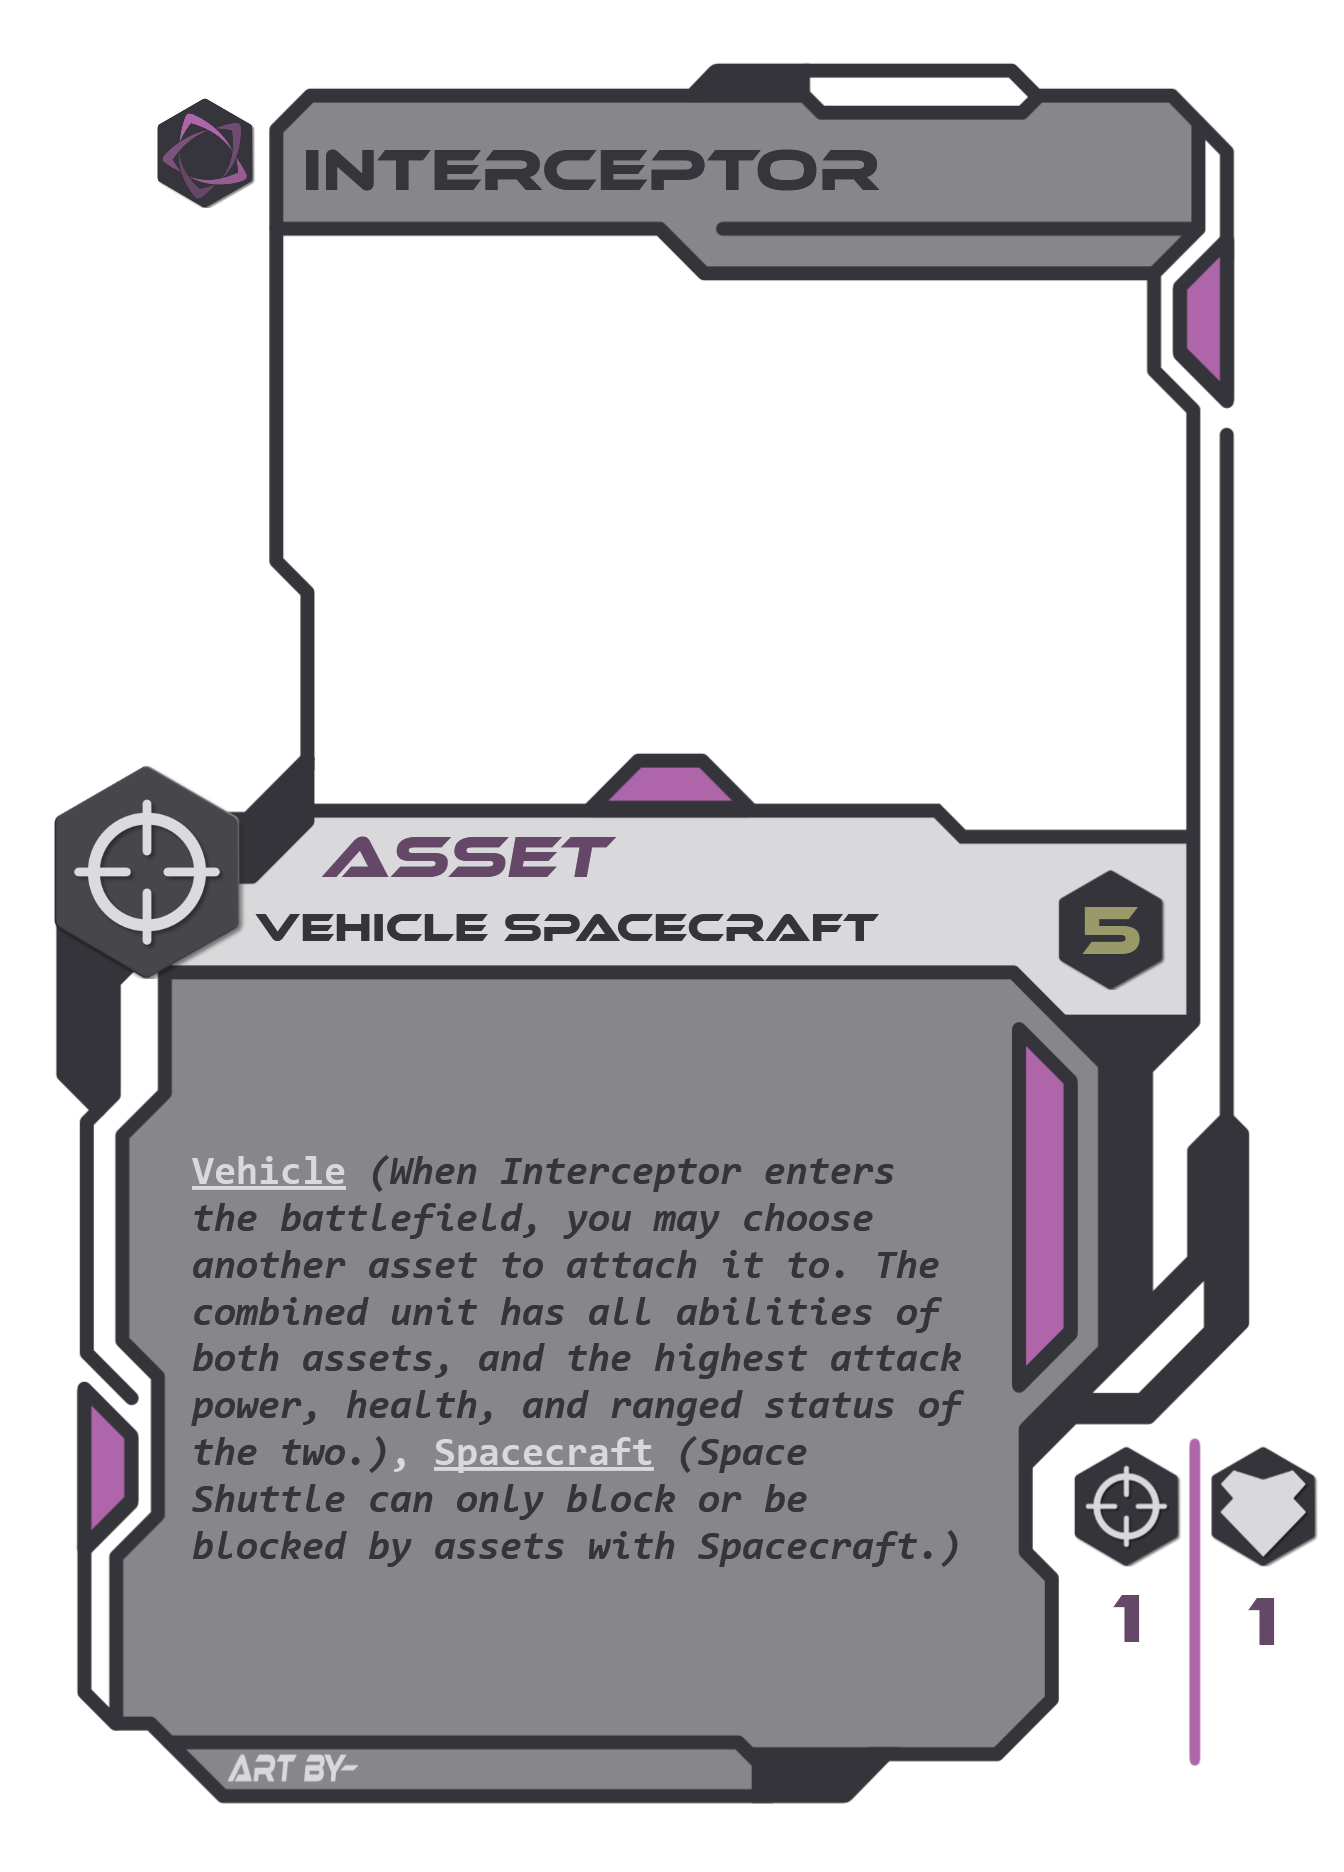 INTERCEPTOR
ASSET
VEHICLE SPACECRAFT
5
Vehicle (When Interceptor enters
the battlefield, you may choose
another asset to attach it to. The
combined unit has all abilities of
both assets, and the highest attack
power, health, and ranged status of
the two.), Spacecraft (Space
Shuttle can only block or be
blocked by assets with Spacecraft.)
1 1
ART BY-